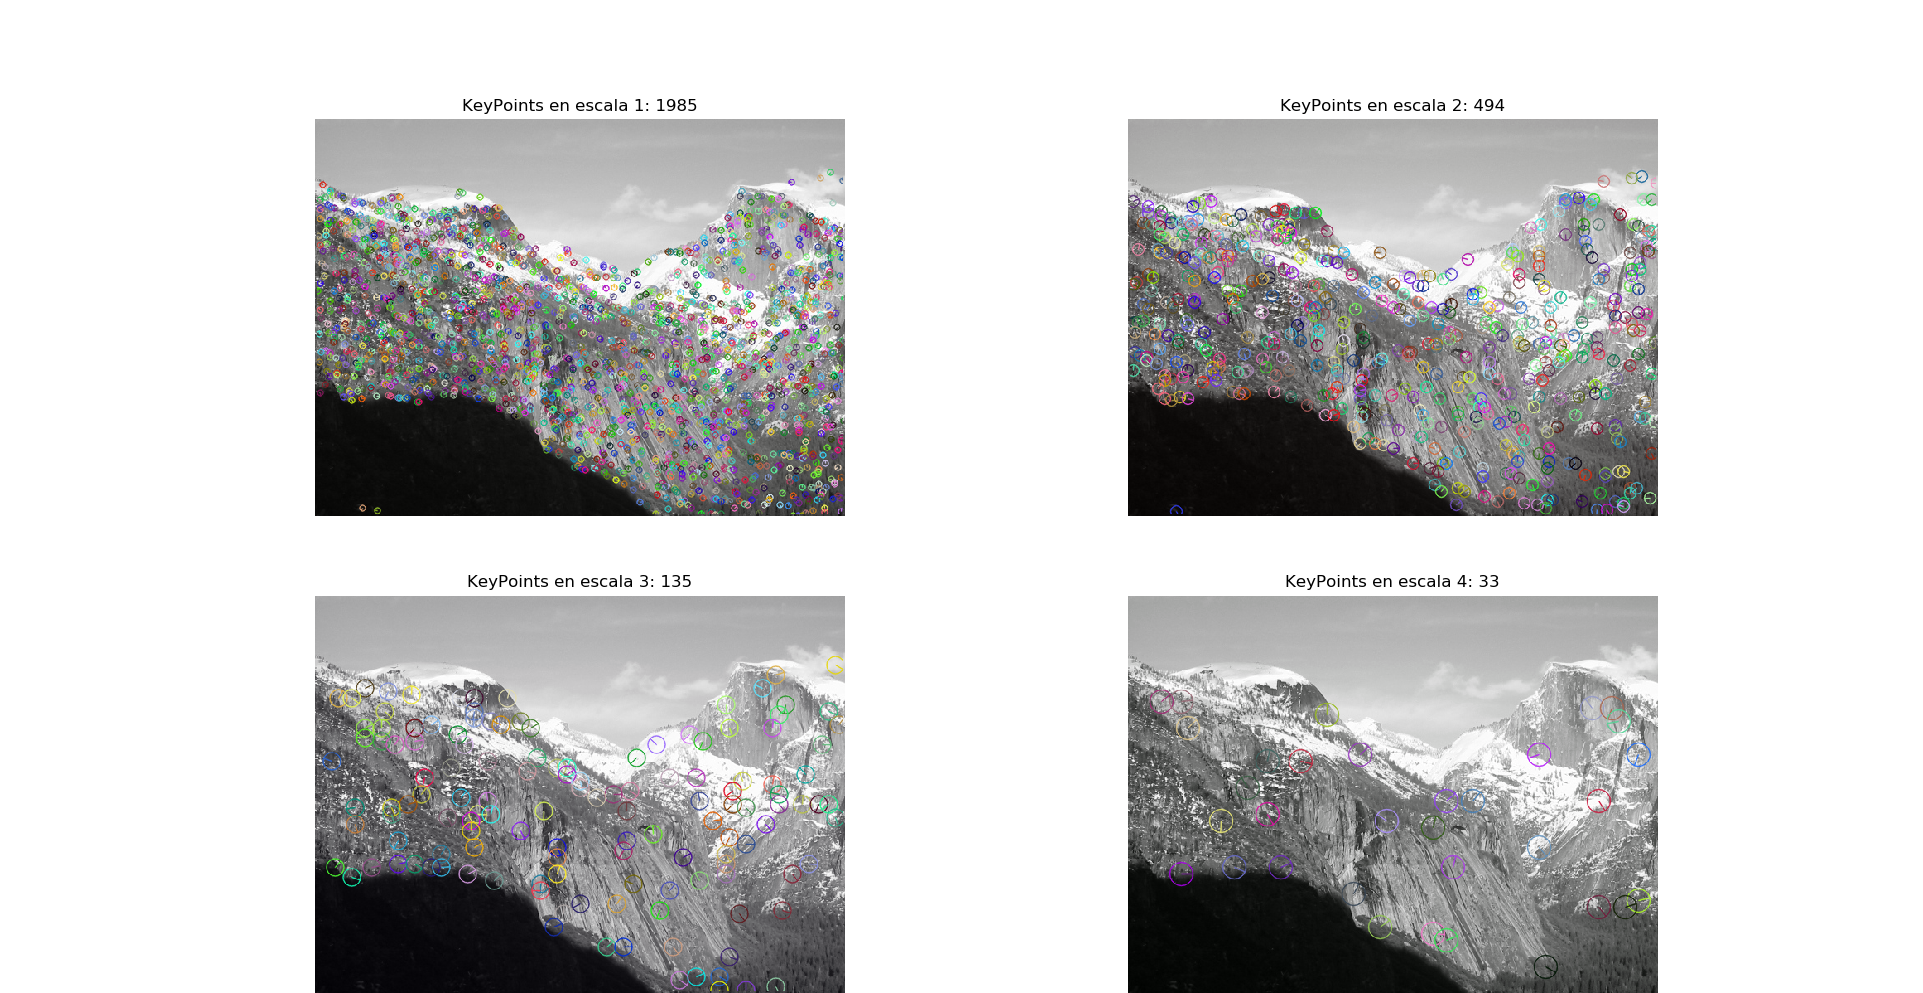 KeyPoints en escala 1: 1985
KeyPoints en escala 2: 494
KeyPoints en escala 3: 135
KeyPoints en escala 4: 33